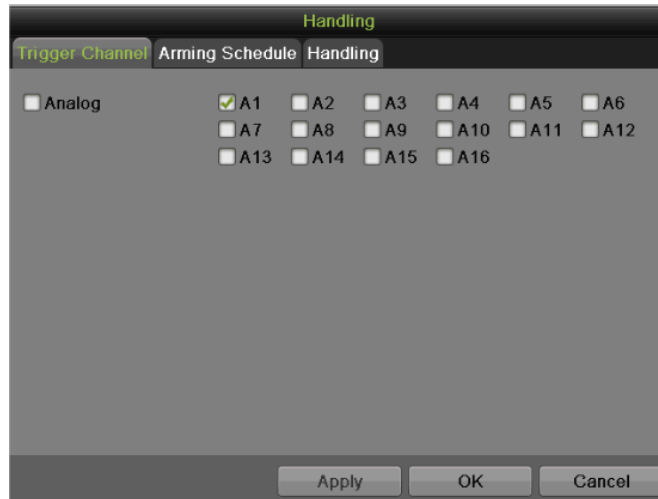 Handling
Trigger Channel Arming Schedule Handling
Analog A1 A2 A3 A4 A5 A6
A7 A8 A9 A10 A11 A12
A13 A14 A15 A16
Apply OK Cancel